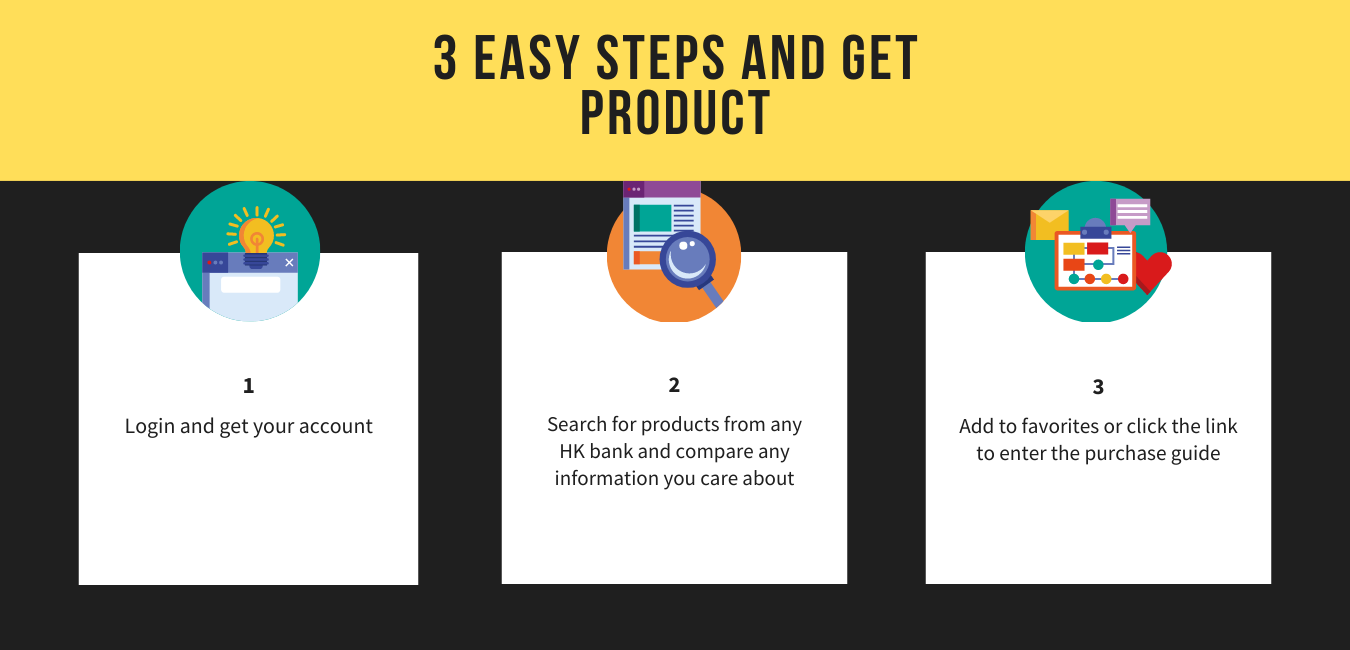 3 EASY STEPS AND GET
PRODUCT
1
Login and get your account
2
Search for products from any
HK bank and compare any
information you care about
3
Add to favorites or click the link
to enter the purchase guide